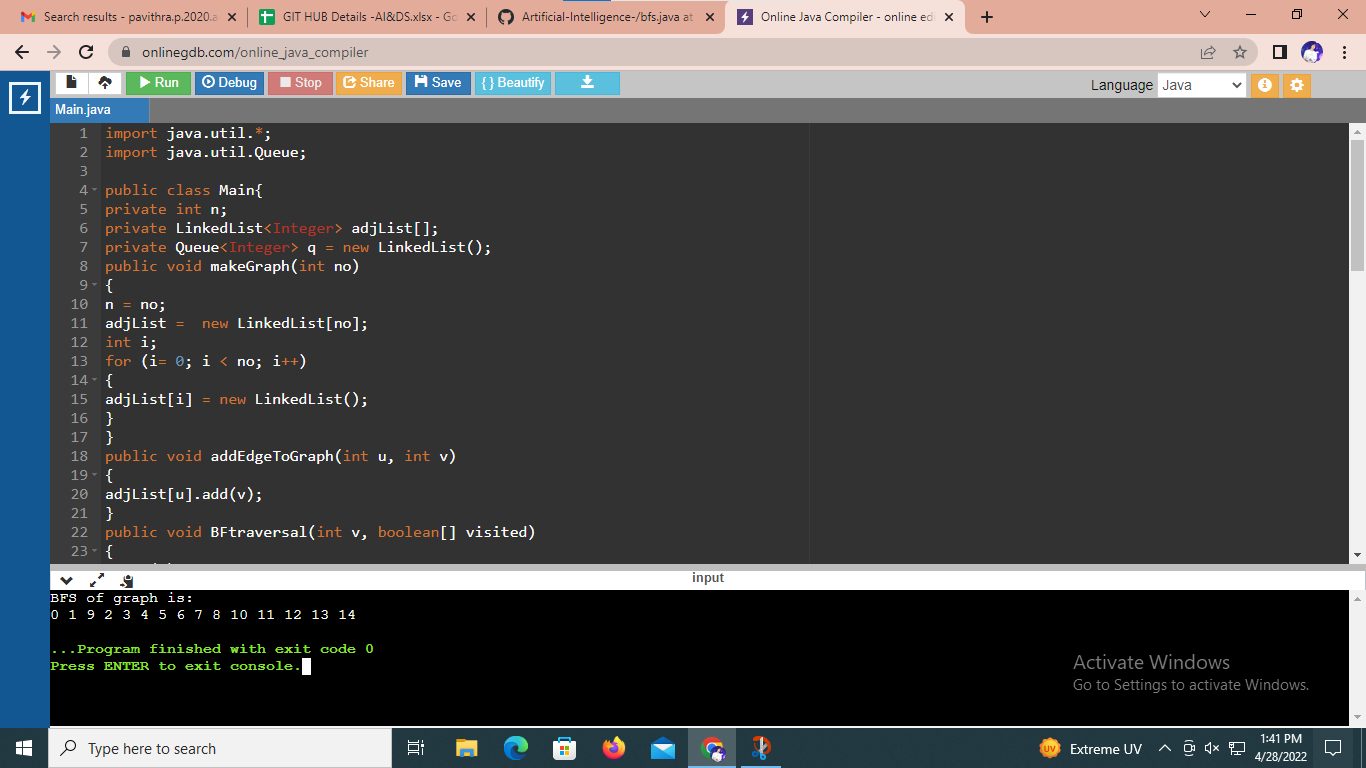 Search results - pavithra.p.2020.a
GIT HUB Details -AI&DS.xlsx - Go
Artificial-Intelligence-/bfs.java at
Online Java Compiler - online edi
onlinegdb.com/online_java_compiler
Run Debug Stop Share Save { } Beautify
Language Java
Main.java
1 import java.util.*;
2 import java.util.Queue;
3
4 public class Main{
5 private int n;
6 private LinkedList<Integer> adjList[];
7 private Queue<Integer> q = new LinkedList();
8 public void makeGraph(int no)
9 {
10 n = no;
11 adjList =  new LinkedList[no];
12 int i;
13 for (i= 0; i < no; i++)
14 {
15 adjList[i] = new LinkedList();
16 }
17 }
18 public void addEdgeToGraph(int u, int v)
19 {
20 adjList[u].add(v);
21 }
22 public void BFtraversal(int v, boolean[] visited)
23 {
input
BFS of graph is:
0 1 9 2 3 4 5 6 7 8 10 11 12 13 14
...Program finished with exit code 0
Press ENTER to exit console.
Activate Windows
Go to Settings to activate Windows.
Type here to search
UV
Extreme UV
1:41 PM
4/28/2022